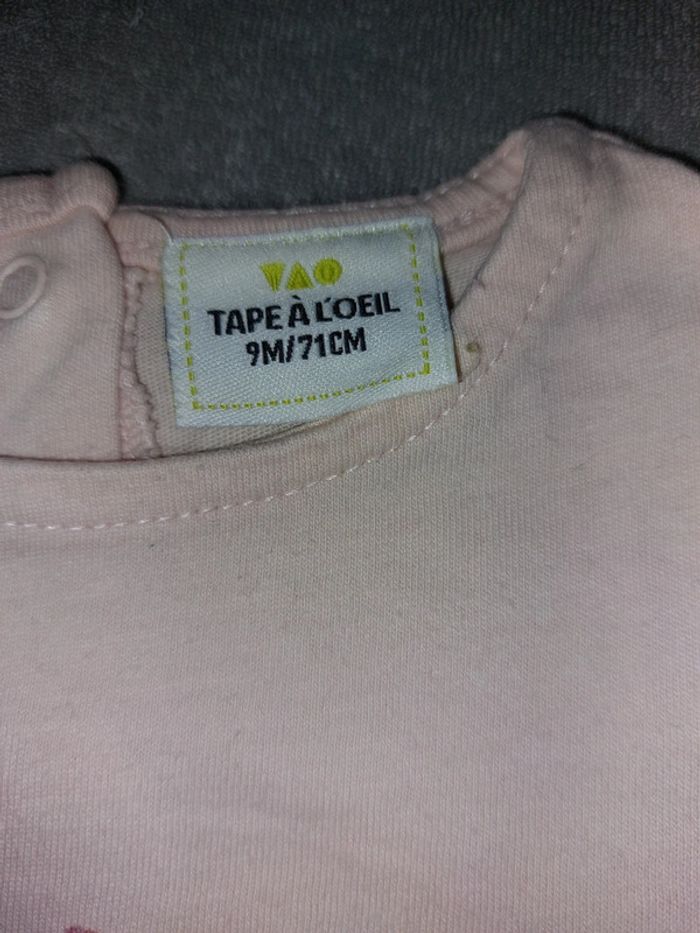 TAO
TAPE À L'OEIL
9M/71CM